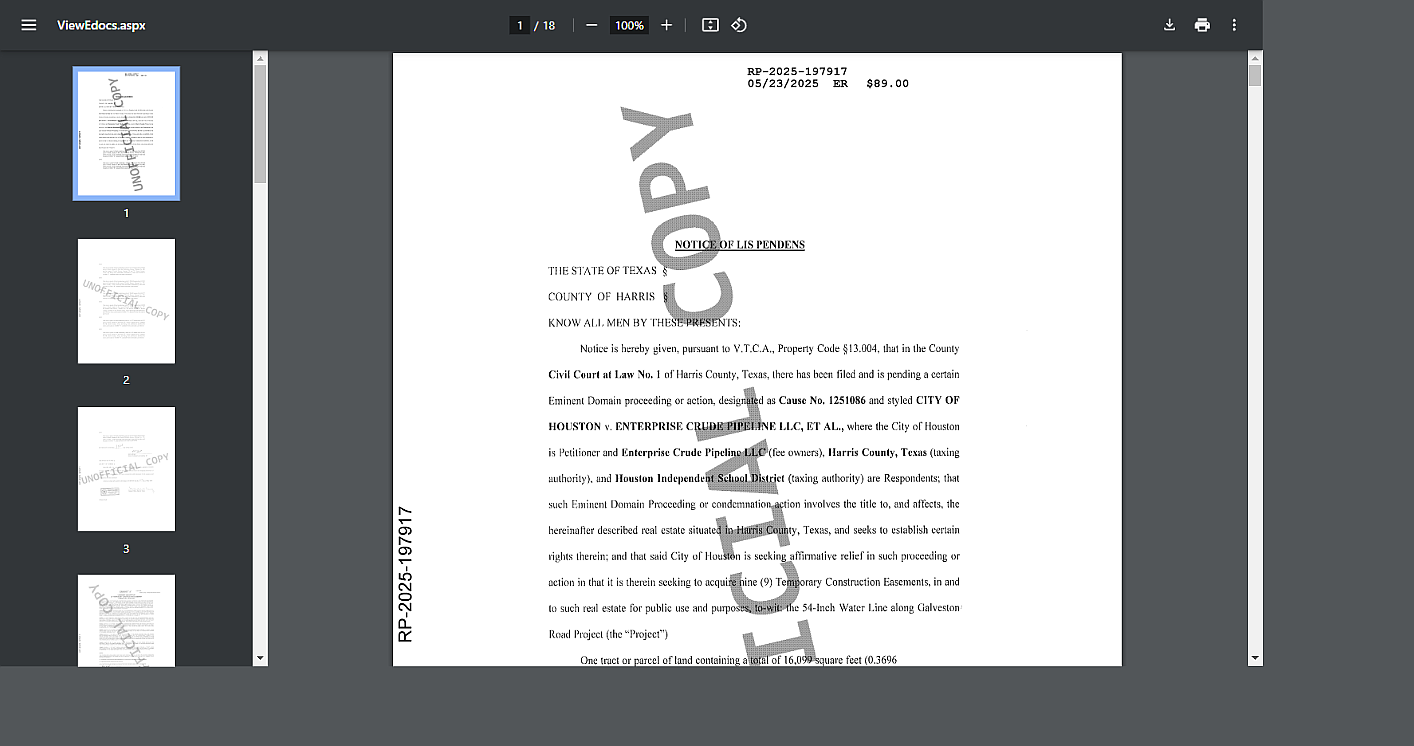 ViewEdocs.aspx
1 / 18
100%
1
2
3
UNOFFICIAL COPY
UNOFFICIAL COPY
UNOFFICIAL COPY
COPY
RP-2025-197917
05/23/2025 ER $89.00
COPY
ICIAL
NOTICE OF LIS PENDENS
THE STATE OF TEXAS §
COUNTY OF HARRIS §
KNOW ALL MEN BY THESE PRESENTS:
Notice is hereby given, pursuant to V.T.C.A., Property Code §13.004, that in the County
Civil Court at Law No. 1 of Harris County, Texas, there has been filed and is pending a certain
Eminent Domain proceeding or action, designated as Cause No. 1251086 and styled CITY OF
HOUSTON v. ENTERPRISE CRUDE PIPELINE LLC, ET AL., where the City of Houston
is Petitioner and Enterprise Crude Pipeline LLC (fee owners), Harris County, Texas (taxing
authority), and Houston Independent School District (taxing authority) are Respondents; that
such Eminent Domain Proceeding or condemnation action involves the title to, and affects, the
hereinafter described real estate situated in Harris County, Texas, and seeks to establish certain
rights therein; and that said City of Houston is seeking affirmative relief in such proceeding or
action in that it is therein seeking to acquire nine (9) Temporary Construction Easements, in and
to such real estate for public use and purposes, to-wit: the 54-Inch Water Line along Galveston
Road Project (the “Project”)
One tract or parcel of land containing a total of 16,099 square feet (0.3696
RP-2025-197917